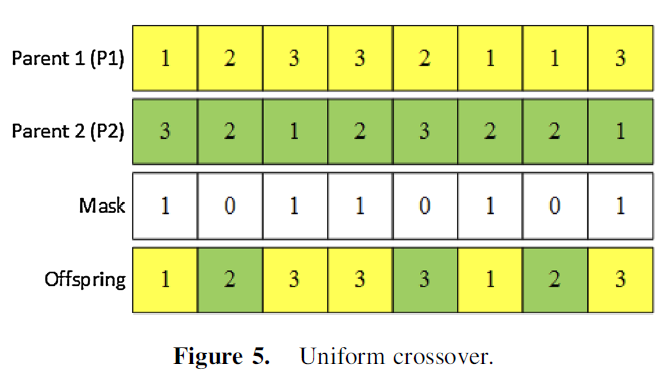 Parent 1 (P1) 1 2 3 3 2 1 1 3
Parent 2 (P2) 3 2 1 2 3 2 2 1
Mask 1 0 1 1 0 1 0 1
Offspring 1 2 3 3 3 1 2 3
Figure 5. Uniform crossover.